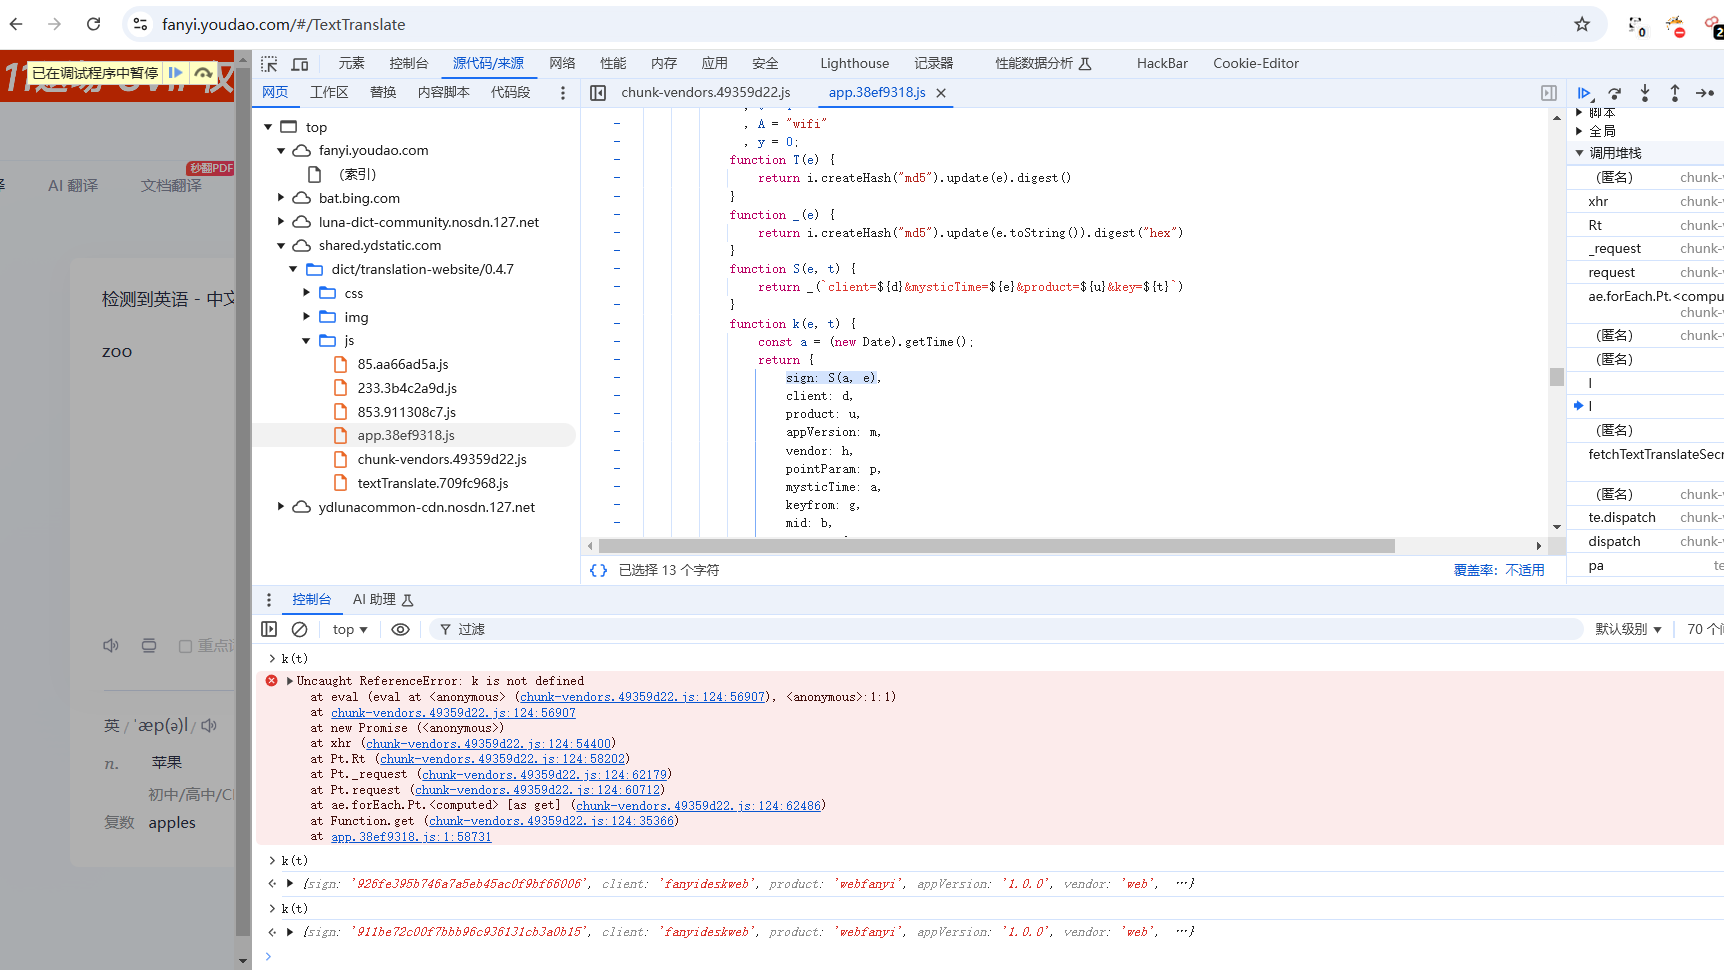 fanyi.youdao.com/#/TextTranslate
0
2
已在调试程序中暂停
元素 控制台 源代码/来源 网络 性能 内存 应用 安全 Lighthouse 记录器 性能数据分析 HackBar Cookie-Editor
网页 工作区 替换 内容脚本 代码段
chunk-vendors.49359d22.js app.38ef9318.js
秒翻PDF
AI 翻译 文档翻译
检测到英语 - 中文
zoo
重点
英 / ˈæp(ə)l /
n. 苹果
初中/高中/
复数 apples
top
fanyi.youdao.com
（索引）
bat.bing.com
luna-dict-community.nosdn.127.net
shared.ydstatic.com
dict/translation-website/0.4.7
css
img
js
85.aa66ad5a.js
233.3b4c2a9d.js
853.911308c7.js
app.38ef9318.js
chunk-vendors.49359d22.js
textTranslate.709fc968.js
ydlunacommon-cdn.nosdn.127.net
, A = "wifi"
, y = 0;
function T(e) {
return i.createHash("md5").update(e).digest()
}
function _(e) {
return i.createHash("md5").update(e.toString()).digest("hex")
}
function S(e, t) {
return _(`client=${d}&mysticTime=${e}&product=${u}&key=${t}`)
}
function k(e, t) {
const a = (new Date).getTime();
return {
sign: S(a, e),
client: d,
product: u,
appVersion: m,
vendor: h,
pointParam: p,
mysticTime: a,
keyfrom: g,
mid: b,
{} 已选择 13 个字符
覆盖率：不适用
脚本
全局
调用堆栈
（匿名） chunk-v
xhr chunk-v
Rt chunk-v
_request chunk-v
request chunk-v
ae.forEach.Pt.<compu
chunk-v
（匿名） chunk-v
（匿名）
l
l
（匿名）
fetchTextTranslateSecr
（匿名） chunk-v
te.dispatch chunk-v
dispatch chunk-v
pa te
控制台 AI 助理
top 过滤 默认级别 70 个
k(t)
Uncaught ReferenceError: k is not defined
at eval (eval at <anonymous> (chunk-vendors.49359d22.js:124:56907), <anonymous>:1:1)
at chunk-vendors.49359d22.js:124:56907
at new Promise (<anonymous>)
at xhr (chunk-vendors.49359d22.js:124:54400)
at Pt.Rt (chunk-vendors.49359d22.js:124:58202)
at Pt._request (chunk-vendors.49359d22.js:124:62179)
at Pt.request (chunk-vendors.49359d22.js:124:60712)
at ae.forEach.Pt.<computed> [as get] (chunk-vendors.49359d22.js:124:62486)
at Function.get (chunk-vendors.49359d22.js:124:35366)
at app.38ef9318.js:1:58731
k(t)
{sign: '926fe395b746a7a5eb45ac0f9bf66006', client: 'fanyideskweb', product: 'webfanyi', appVersion: '1.0.0', vendor: 'web', …}
k(t)
{sign: '911be72c00f7bbb96c936131cb3a0b15', client: 'fanyideskweb', product: 'webfanyi', appVersion: '1.0.0', vendor: 'web', …}